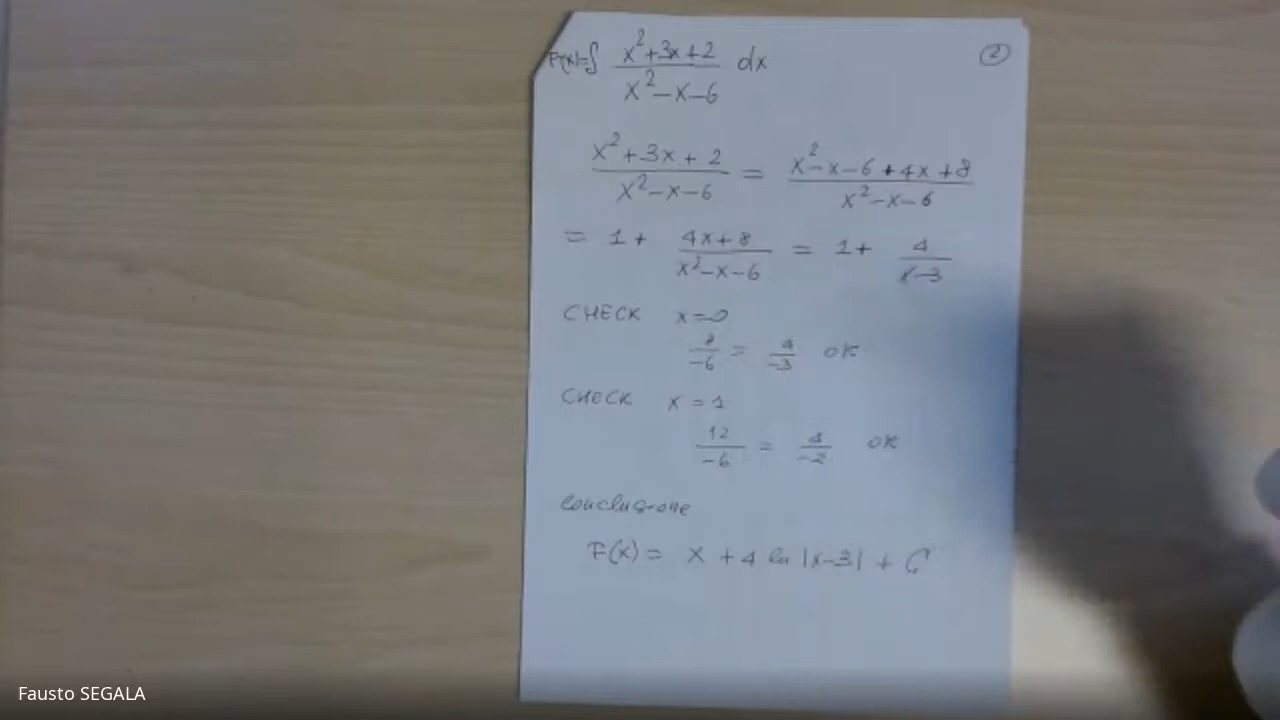 F(x)=∫ (x²+3x+2)/(x²-x-6) dx
②
(x²+3x+2)/(x²-x-6) = (x²-x-6+4x+8)/(x²-x-6)
= 1+ (4x+8)/(x²-x-6) = 1+ 4/(x-3)
CHECK x=0
8/-6 = 4/-3 OK
CHECK x=1
12/-6 = 4/-2 OK
Conclusione
F(x)= x +4 ln |x-3| + C
Fausto SEGALA